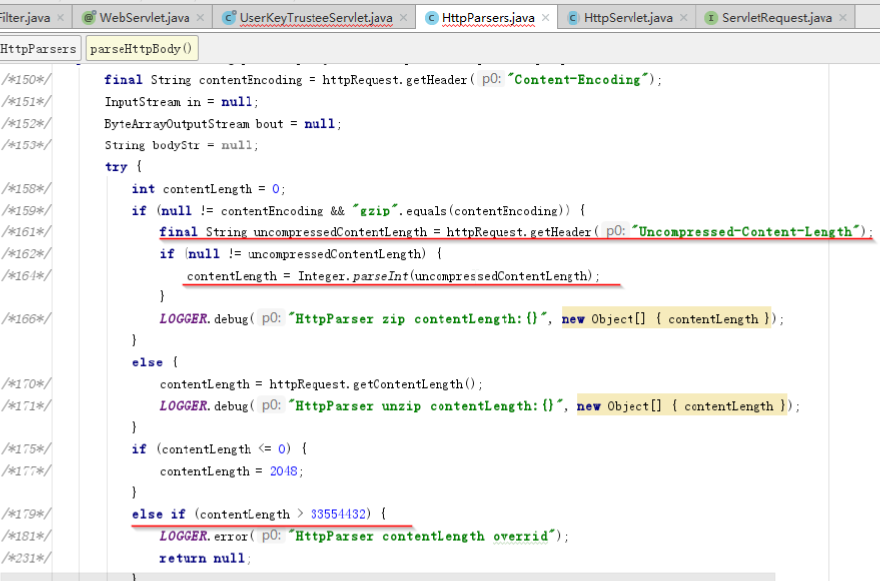 Filter.java × WebServlet.java × UserKeyTrusteeServlet.java × HttpParsers.java × HttpServlet.java × ServletRequest.java ×
HttpParsers parseHttpBody()
/*150*/ final String contentEncoding = httpRequest.getHeader( p0: "Content-Encoding");
/*151*/ InputStream in = null;
/*152*/ ByteArrayOutputStream bout = null;
/*153*/ String bodyStr = null;
try {
/*158*/ int contentLength = 0;
/*159*/ if (null != contentEncoding && "gzip".equals(contentEncoding)) {
/*161*/ final String uncompressedContentLength = httpRequest.getHeader( p0: "Uncompressed-Content-Length");
/*162*/ if (null != uncompressedContentLength) {
/*164*/ contentLength = Integer.parseInt(uncompressedContentLength);
}
/*166*/ LOGGER.debug( p0: "HttpParser zip contentLength:{}", new Object[] { contentLength });
}
else {
/*170*/ contentLength = httpRequest.getContentLength();
/*171*/ LOGGER.debug( p0: "HttpParser unzip contentLength:{}", new Object[] { contentLength });
}
/*175*/ if (contentLength <= 0) {
/*177*/ contentLength = 2048;
}
/*179*/ else if (contentLength > 33554432) {
/*181*/ LOGGER.error( p0: "HttpParser contentLength overrid");
/*231*/ return null;
}